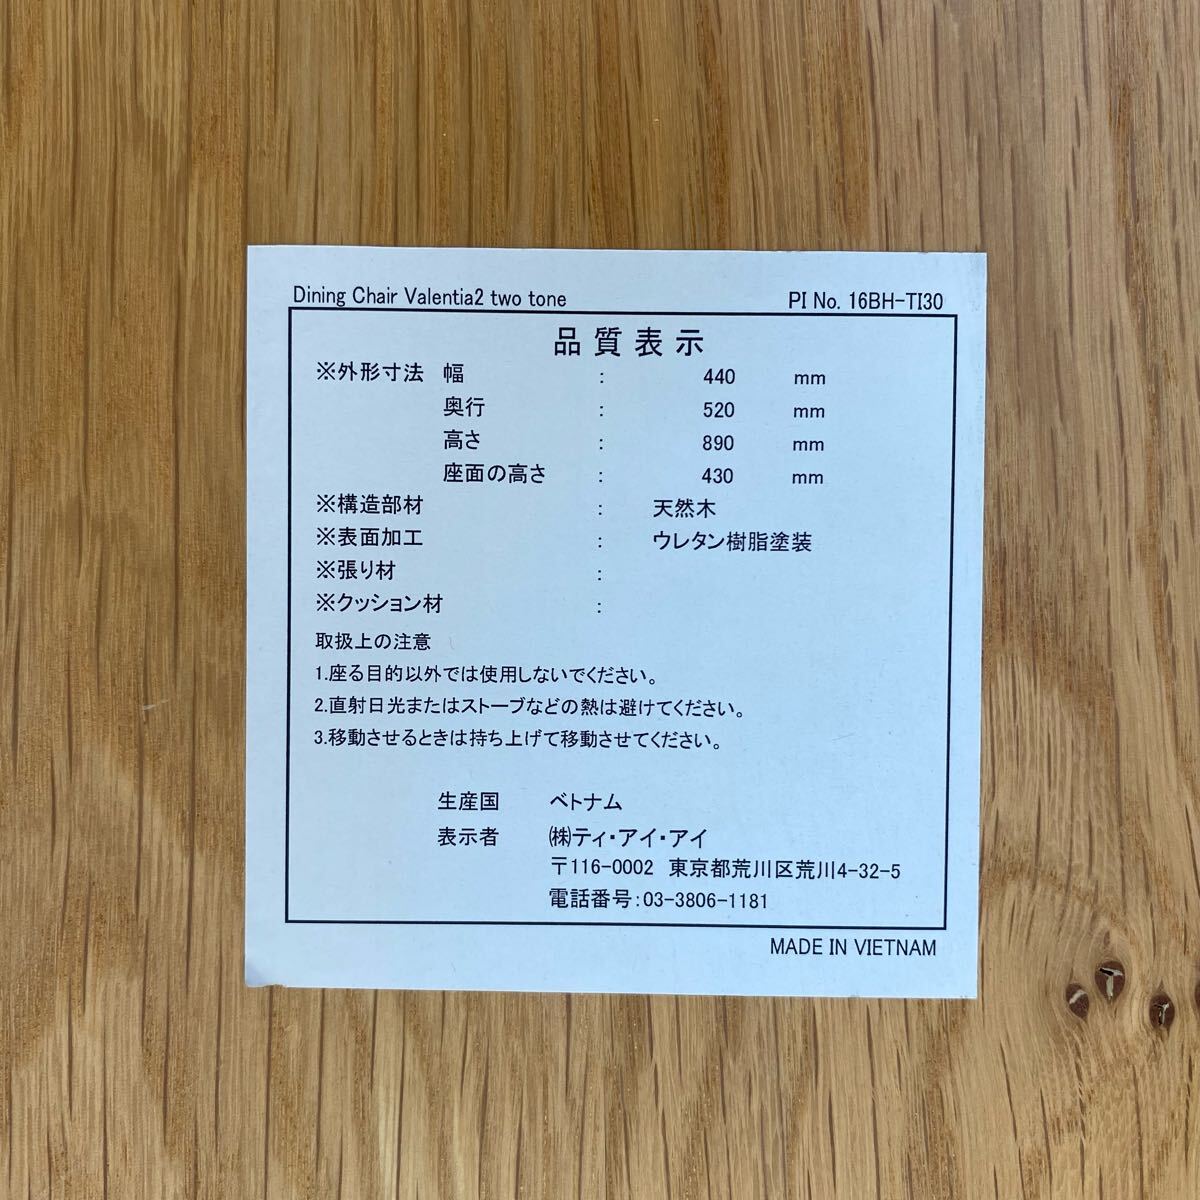 Dining Chair Valentia2 two tone PI No. 16BH-TI30
品質表示
※外形寸法 幅 : 440 mm
奥行 : 520 mm
高さ : 890 mm
座面の高さ : 430 mm
※構造部材 : 天然木
※表面加工 : ウレタン樹脂塗装
※張り材 :
※クッション材 :
取扱上の注意
1.座る目的以外では使用しないでください。
2.直射日光またはストーブなどの熱は避けてください。
3.移動させるときは持ち上げて移動させてください。
生産国 ベトナム
表示者 ㈱ティ・アイ・アイ
〒116-0002 東京都荒川区荒川4-32-5
電話番号:03-3806-1181
MADE IN VIETNAM